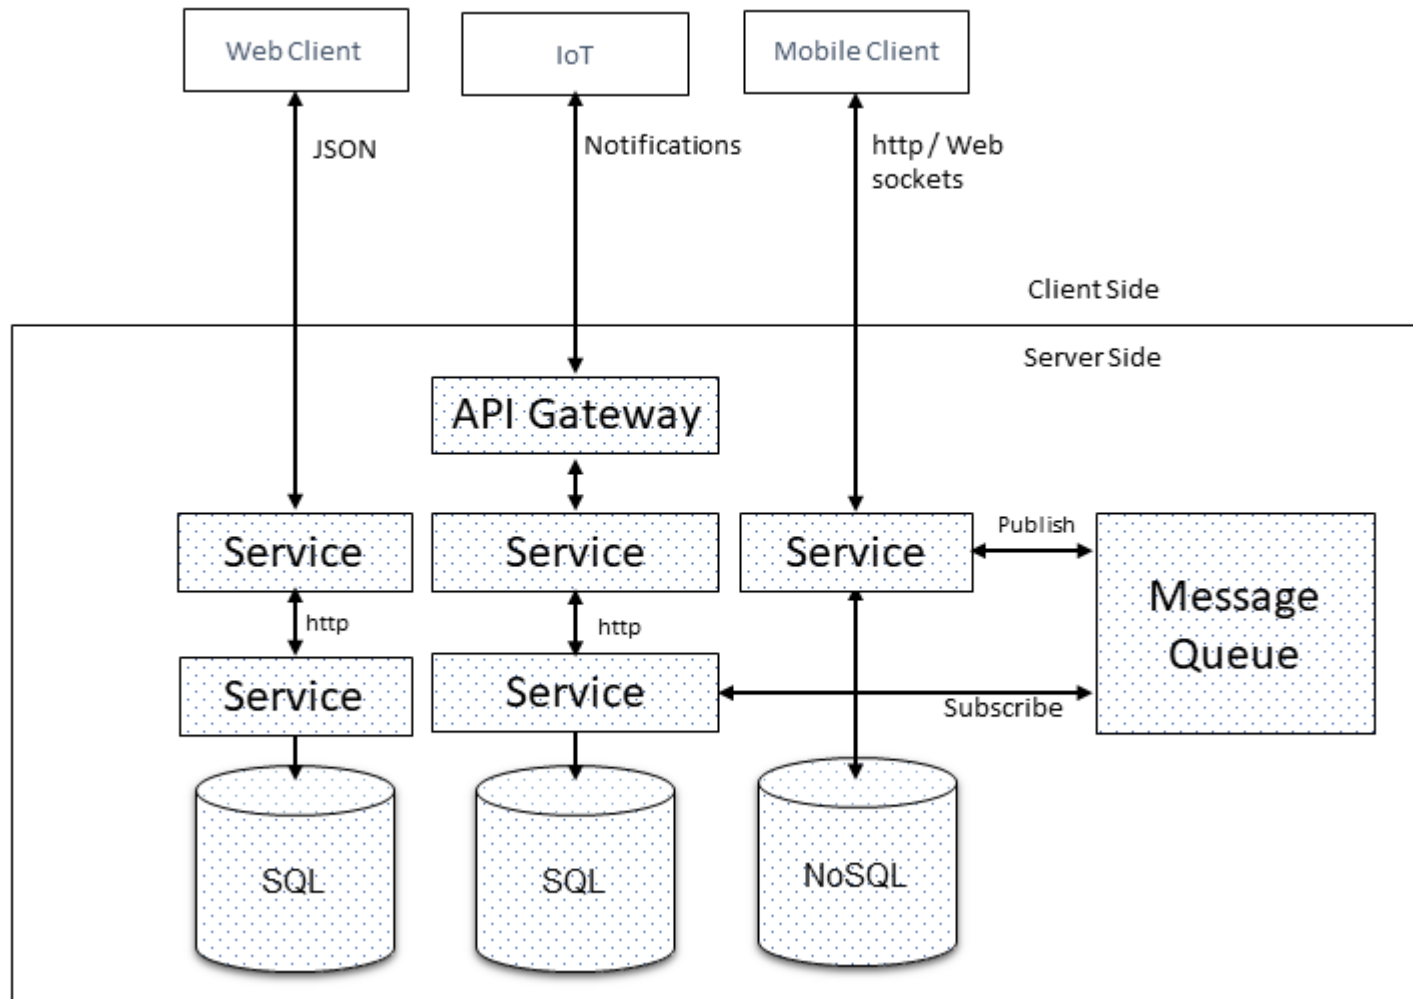 Web Client
IoT
Mobile Client
JSON
Notifications
http / Web
sockets
Client Side
Server Side
API Gateway
Service
Service
Service
Publish
Message
Queue
http
http
Service
Service
Subscribe
SQL
SQL
NoSQL